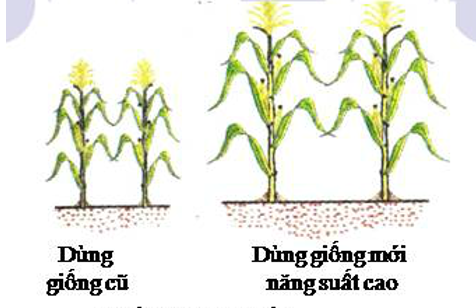 Dùng
giống cũ
Dùng giống mới
năng suất cao